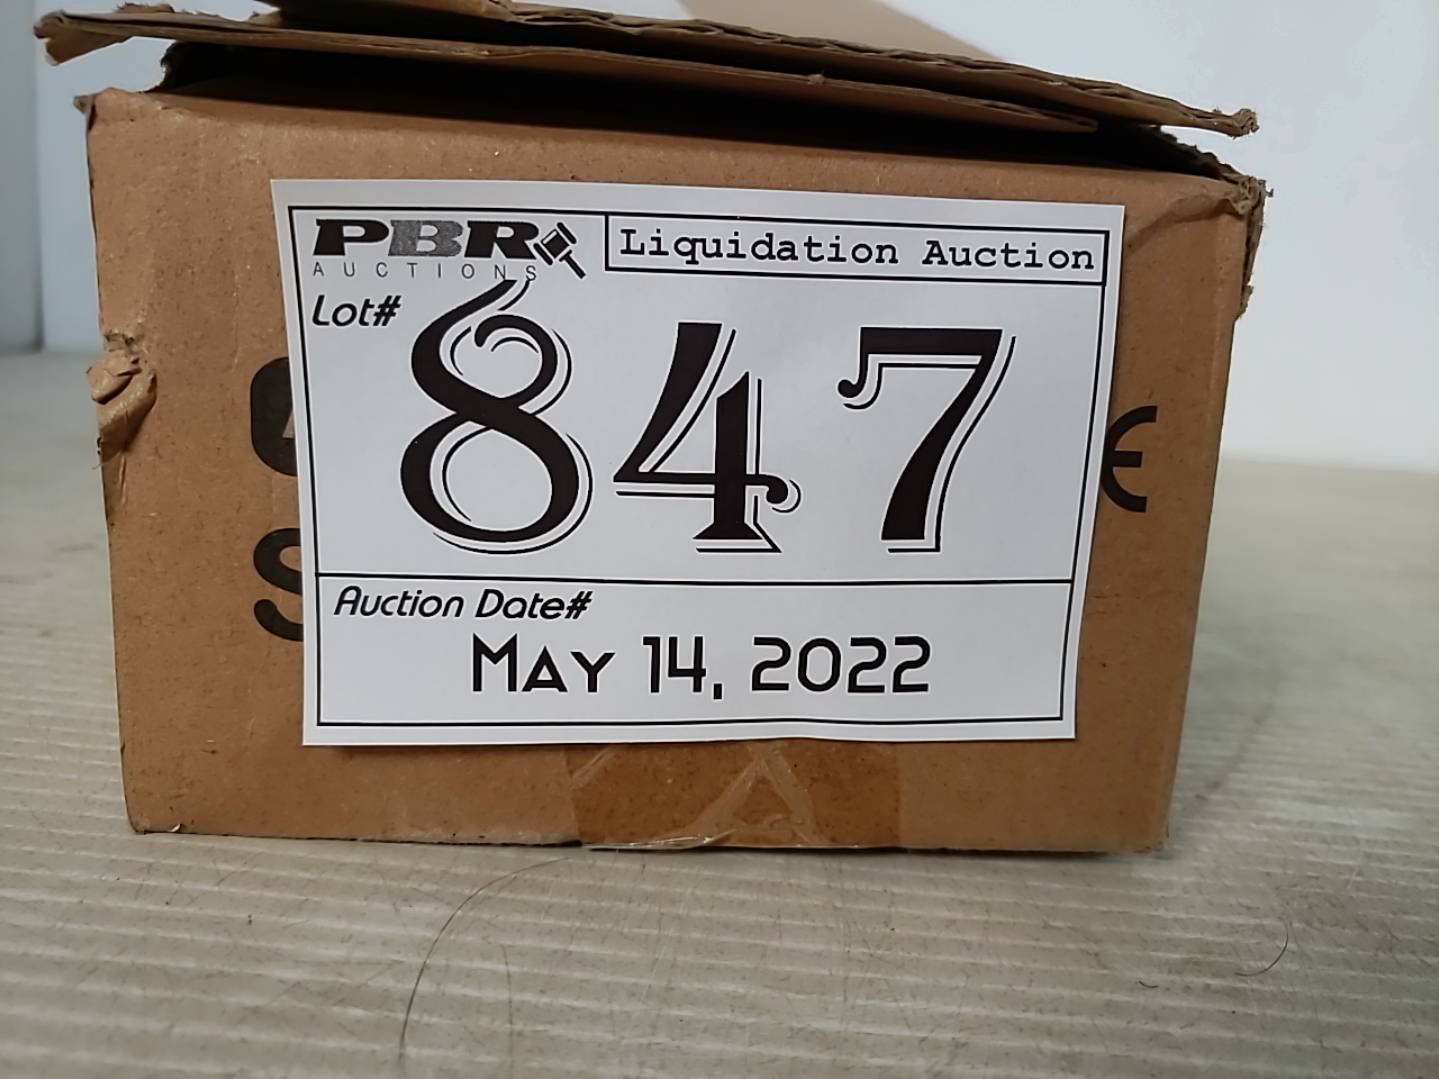 PBR
AUCTIONS
Liquidation Auction
Lot#
847
Auction Date#
May 14, 2022